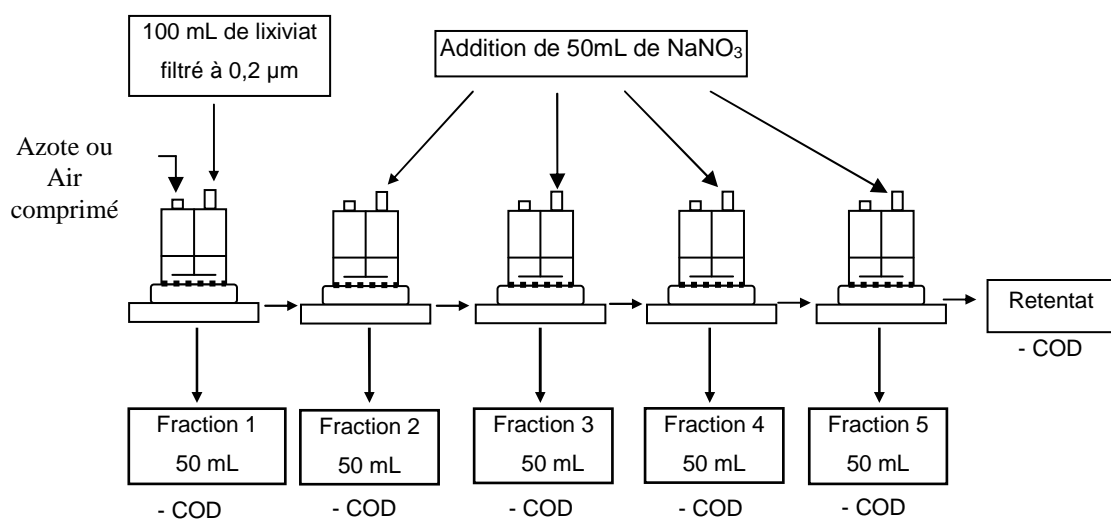 100 mL de lixiviat
filtré à 0,2 µm
Addition de 50mL de NaNO₃
Azote ou
Air
comprimé
Retentat
- COD
Fraction 1
50 mL
- COD
Fraction 2
50 mL
- COD
Fraction 3
50 mL
- COD
Fraction 4
50 mL
- COD
Fraction 5
50 mL
- COD